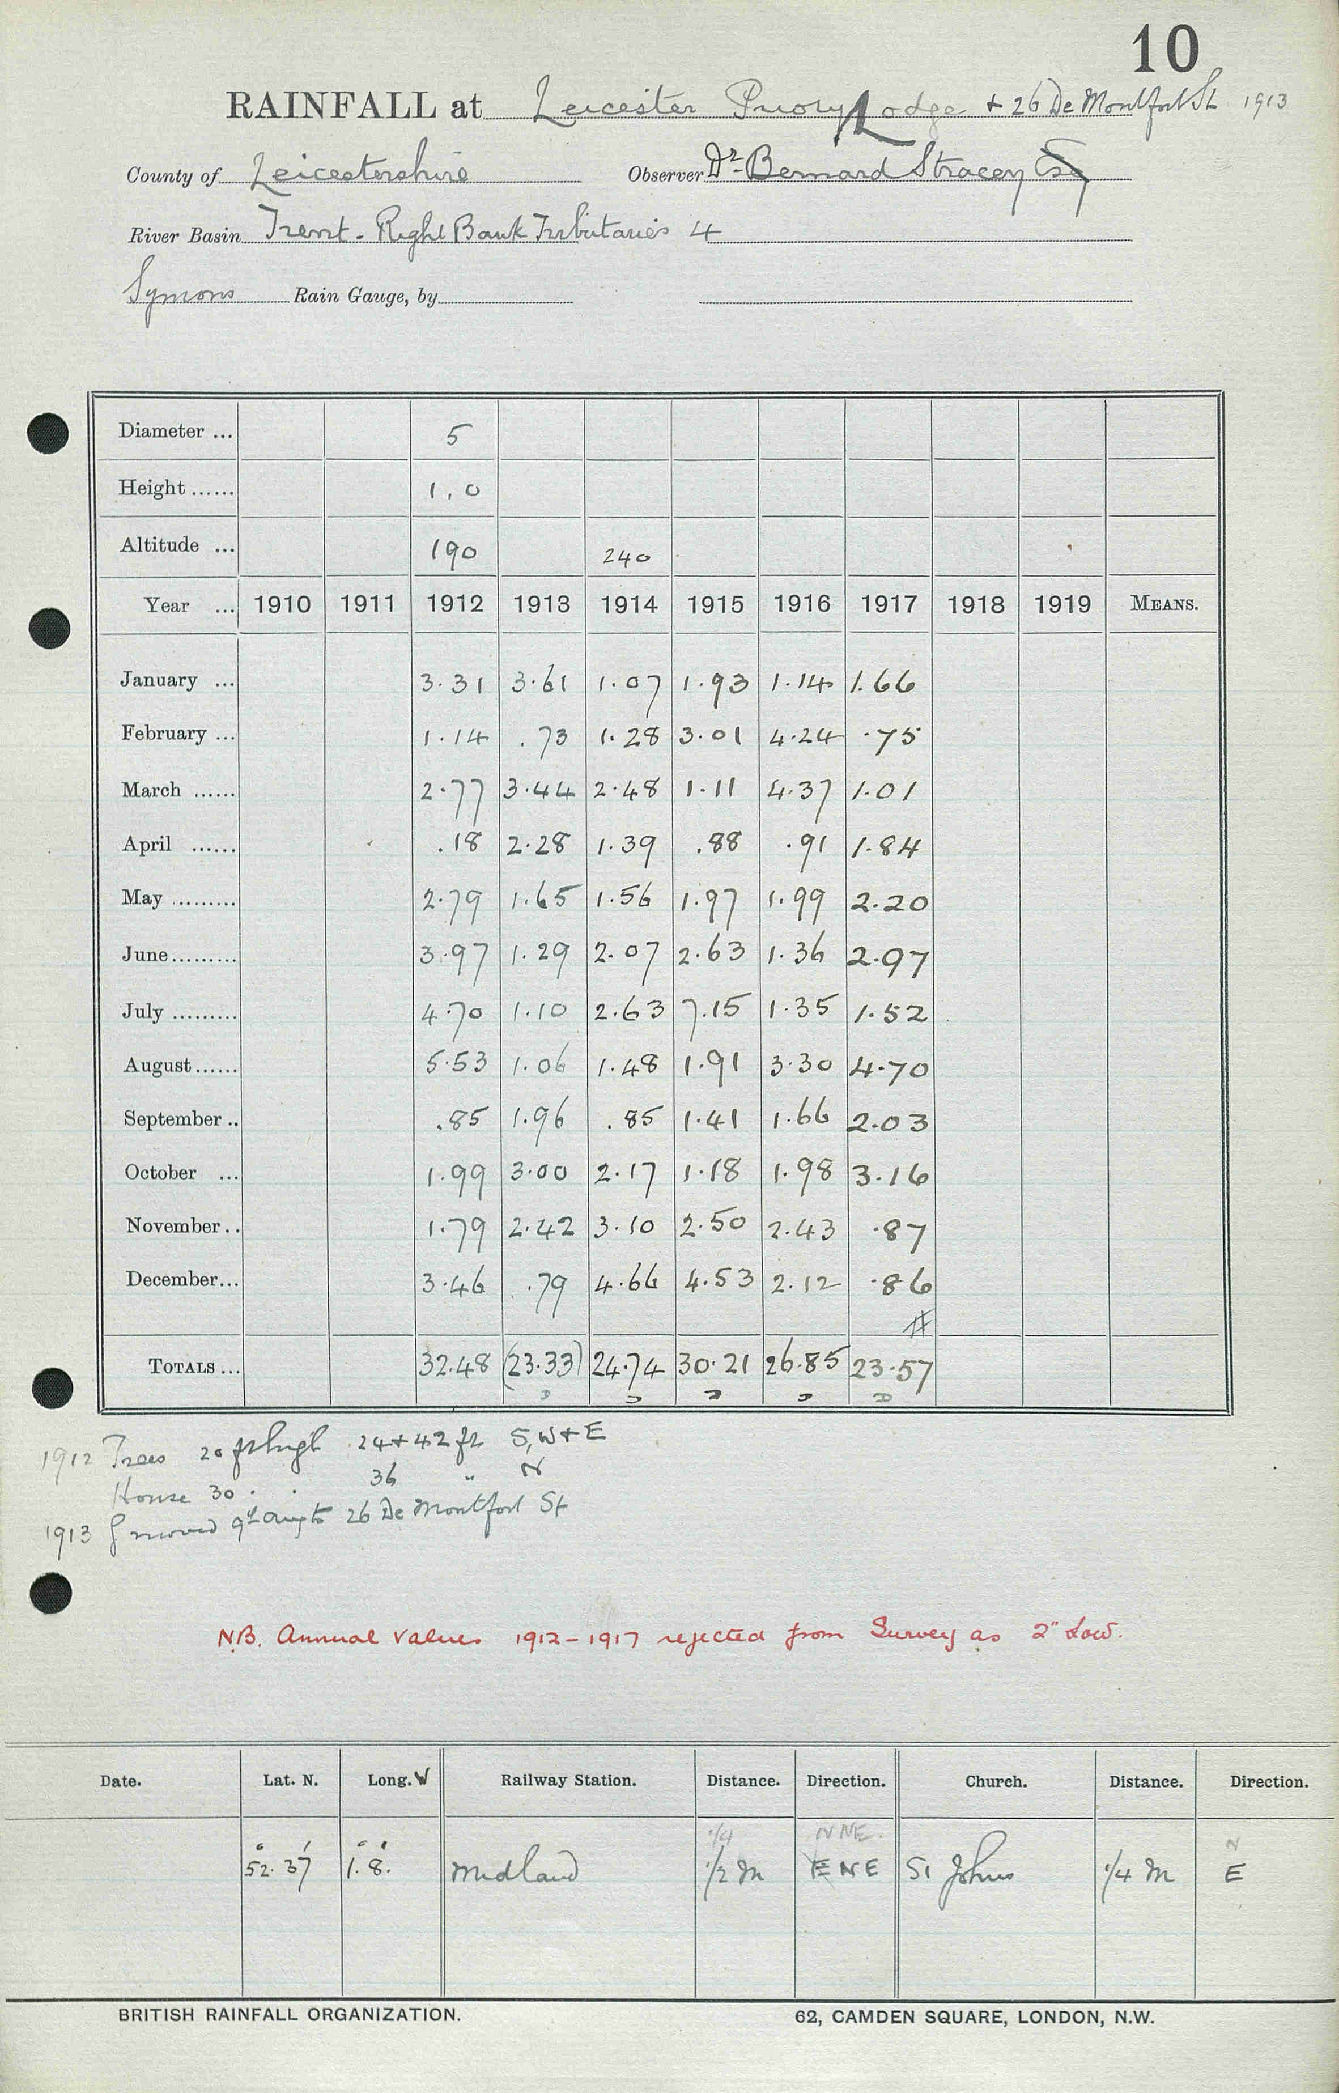 10
RAINFALL at Leicester Priory Lodge + 26 De Montfort St. 1913
County of Leicestershire Observer Dr. Bernard Stracey Esq
River Basin Trent - Right Bank Tributaries 4
Symons Rain Gauge, by
Diameter ... 5
Height ...... 1.0
Altitude ... 190 240
Year ... 1910 1911 1912 1913 1914 1915 1916 1917 1918 1919 MEANS.
January ... 3.31 3.61 1.07 1.93 1.14 1.66
February ... 1.14 .73 1.28 3.01 4.24 .75
March ...... 2.77 3.44 2.48 1.11 4.37 1.01
April ...... .18 2.28 1.39 .88 .91 1.84
May ......... 2.79 1.65 1.56 1.97 1.99 2.20
June......... 3.97 1.29 2.07 2.63 1.36 2.97
July ......... 4.70 1.10 2.63 7.15 1.35 1.52
August...... 5.53 1.06 1.48 1.91 3.30 4.70
September .. .85 1.96 .85 1.41 1.66 2.03
October ... 1.99 3.00 2.17 1.18 1.98 3.16
November .. 1.79 2.42 3.10 2.50 2.43 .87
December... 3.46 .79 4.66 4.53 2.12 .86
TOTALS ... 32.48 (23.33) 24.74 30.21 26.85 23.57
1912 Trees 20 ft high 24 + 42 ft S, W + E
House 30 . . 36 " N
1913 G moved 26 De Montfort St
N.B. Annual Values 1912-1917 rejected from Survey as 2" low.
Date. Lat. N. Long. W Railway Station. Distance. Direction. Church. Distance. Direction.
1/4 NNE. N
52° 37' 1° 8' Midland 1/2 M ENE St Johns 1/4 M E
BRITISH RAINFALL ORGANIZATION. 62, CAMDEN SQUARE, LONDON, N.W.